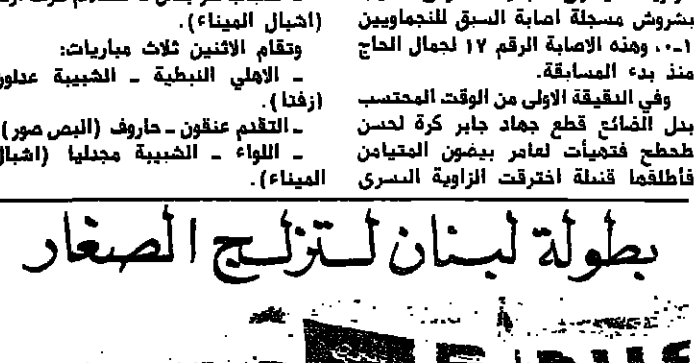 بشروش مسجلة اصابة السبق للنجماويين
١-٠، وهذه الاصابة الرقم ١٧ لجمال الحاج
منذ بدء المسابقة.
وفي الدقيقة الاولى من الوقت المحتسب
بدل الضائع قطع جهاد جابر كرة لحسن
طحطح فتهيأت لعامر بيضون المتيامن
فأطلقها قنبلة اخترقت الزاوية اليسرى
(اشبال الميناء).
وتقام الاثنين ثلاث مباريات:
- الاهلي النبطية - الشبيبة عدلون
(زفتا).
- التقدم عنقون - حاروف (البص صور)
- اللواء - الشبيبة مجدليا (اشبال
الميناء).
بطولة لبنان لتزلج الصغار